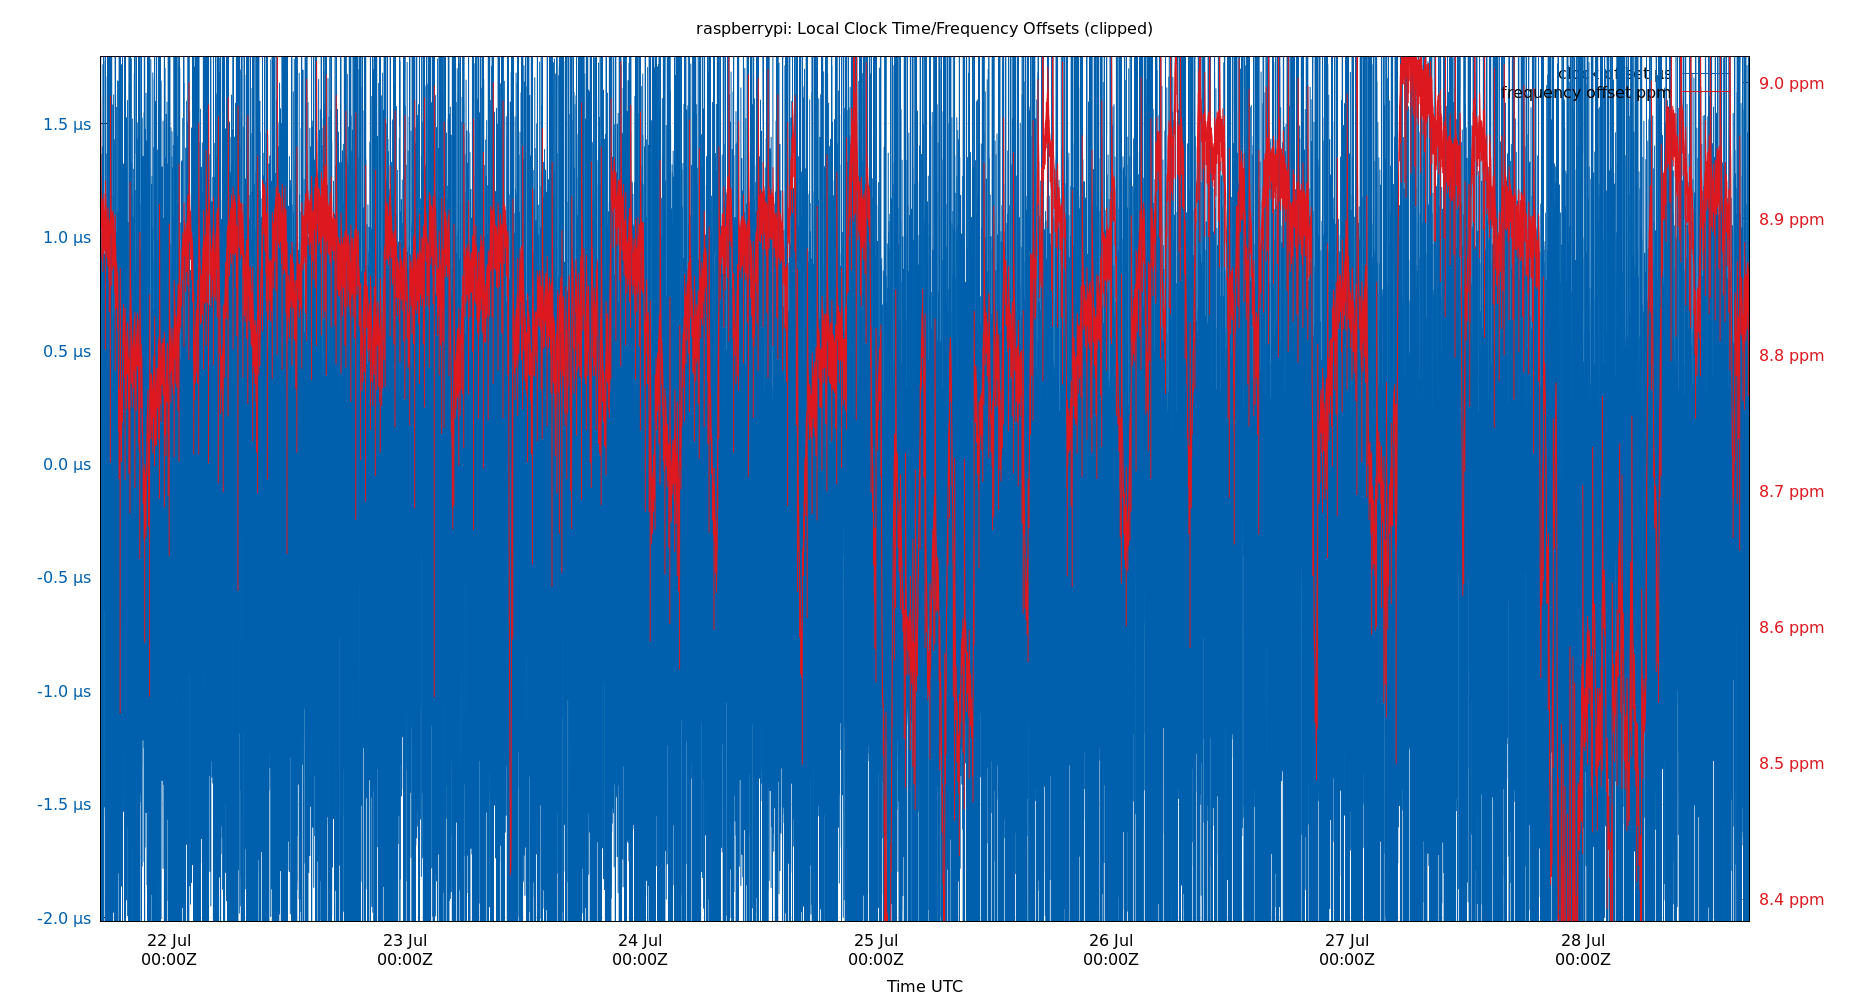 raspberrypi: Local Clock Time/Frequency Offsets (clipped)
clock offset µs
frequency offset ppm
1.5 µs
1.0 µs
0.5 µs
0.0 µs
-0.5 µs
-1.0 µs
-1.5 µs
-2.0 µs
9.0 ppm
8.9 ppm
8.8 ppm
8.7 ppm
8.6 ppm
8.5 ppm
8.4 ppm
22 Jul 23 Jul 24 Jul 25 Jul 26 Jul 27 Jul 28 Jul
00:00Z 00:00Z 00:00Z 00:00Z 00:00Z 00:00Z 00:00Z
Time UTC